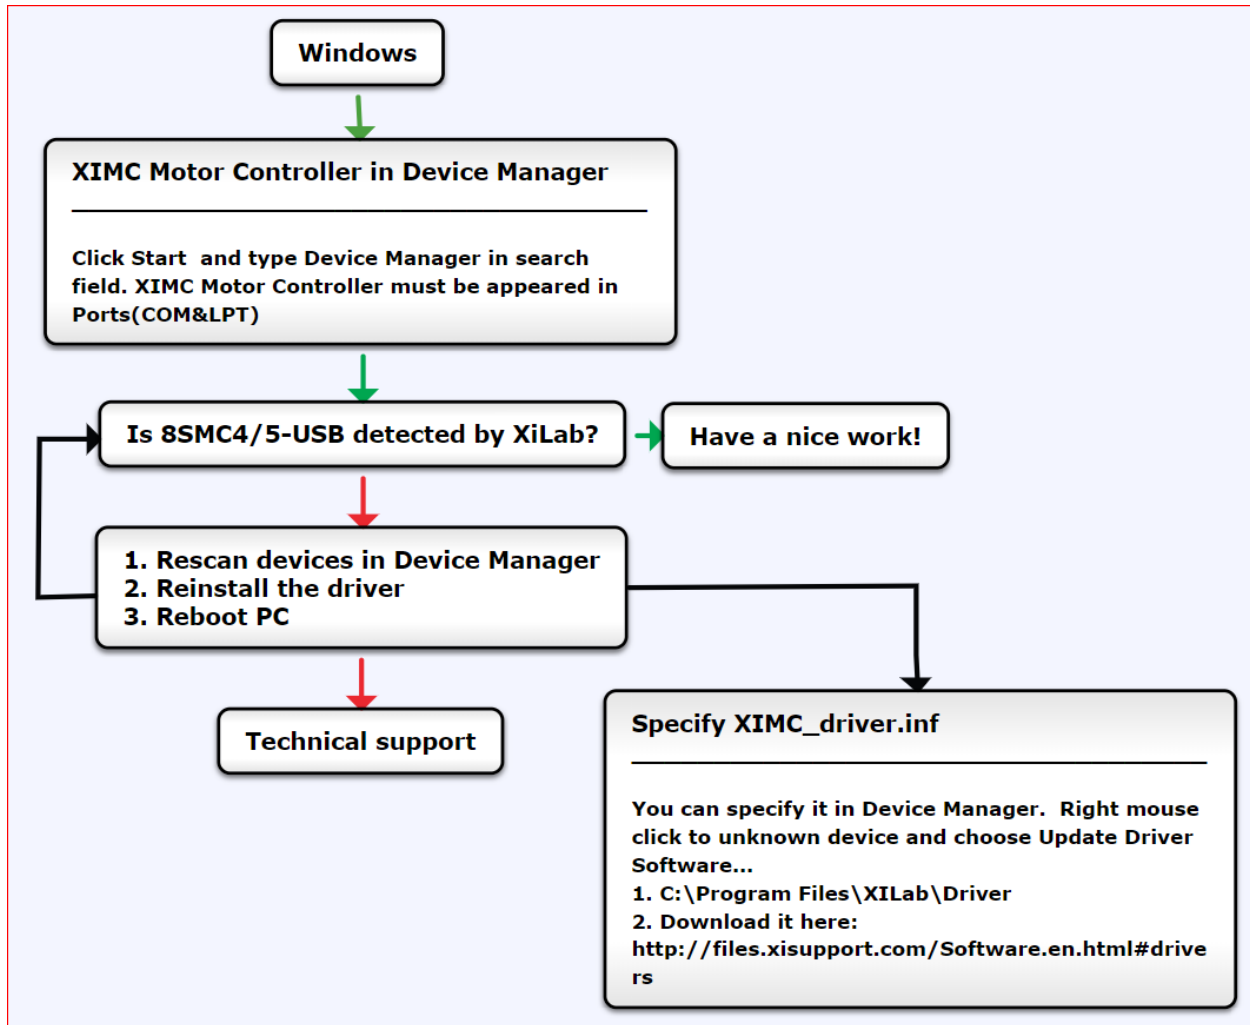 Windows
XIMC Motor Controller in Device Manager
Click Start  and type Device Manager in search
field. XIMC Motor Controller must be appeared in
Ports(COM&LPT)
Is 8SMC4/5-USB detected by XiLab?
Have a nice work!
1. Rescan devices in Device Manager
2. Reinstall the driver
3. Reboot PC
Technical support
Specify XIMC_driver.inf
You can specify it in Device Manager.  Right mouse
click to unknown device and choose Update Driver
Software...
1. C:\Program Files\XILab\Driver
2. Download it here:
http://files.xisupport.com/Software.en.html#drive
rs